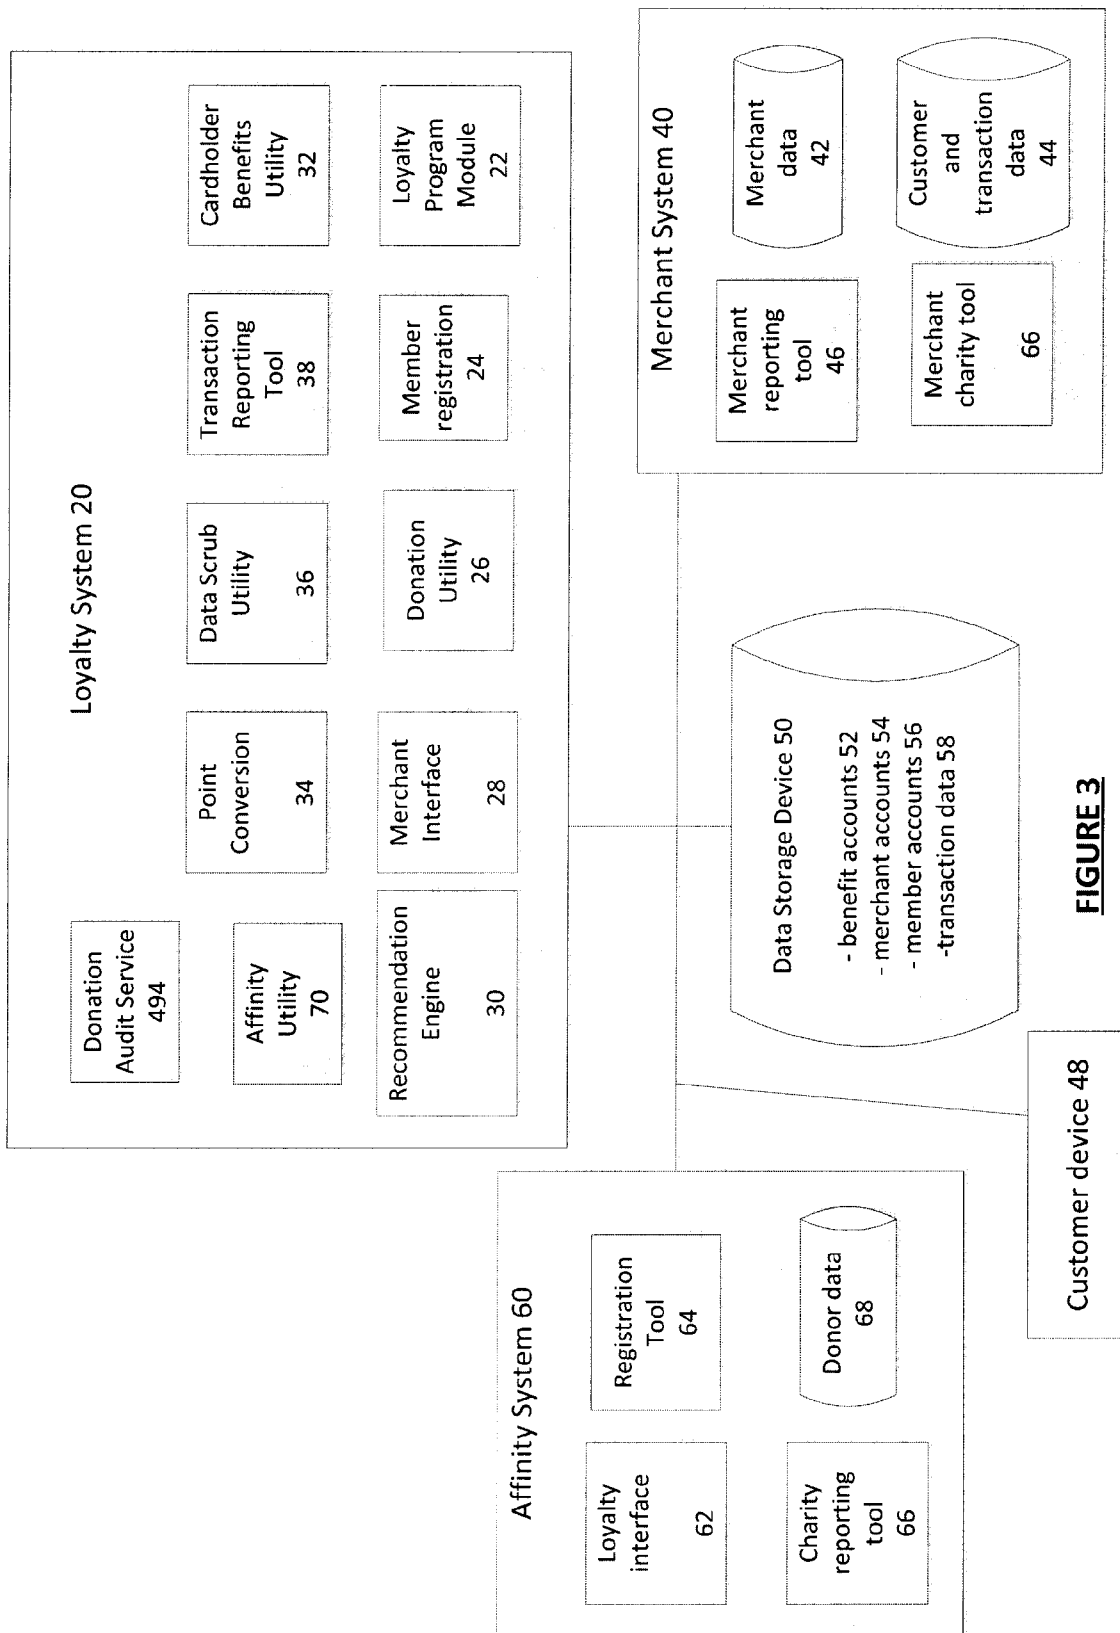 Loyalty System 20
Donation
Audit Service
494
Affinity
Utility
70
Point
Conversion
34
Data Scrub
Utility
36
Transaction
Reporting
Tool
38
Cardholder
Benefits
Utility
32
Recommendation
Engine
30
Merchant
Interface
28
Donation
Utility
26
Member
registration
24
Loyalty
Program
Module
22
Affinity System 60
Loyalty
interface
62
Registration
Tool
64
Charity
reporting
tool
66
Donor data
68
Data Storage Device 50
- benefit accounts 52
- merchant accounts 54
- member accounts 56
-transaction data 58
Merchant System 40
Merchant
reporting
tool
46
Merchant
data
42
Merchant
charity tool
66
Customer
and
transaction
data
44
Customer device 48
FIGURE 3